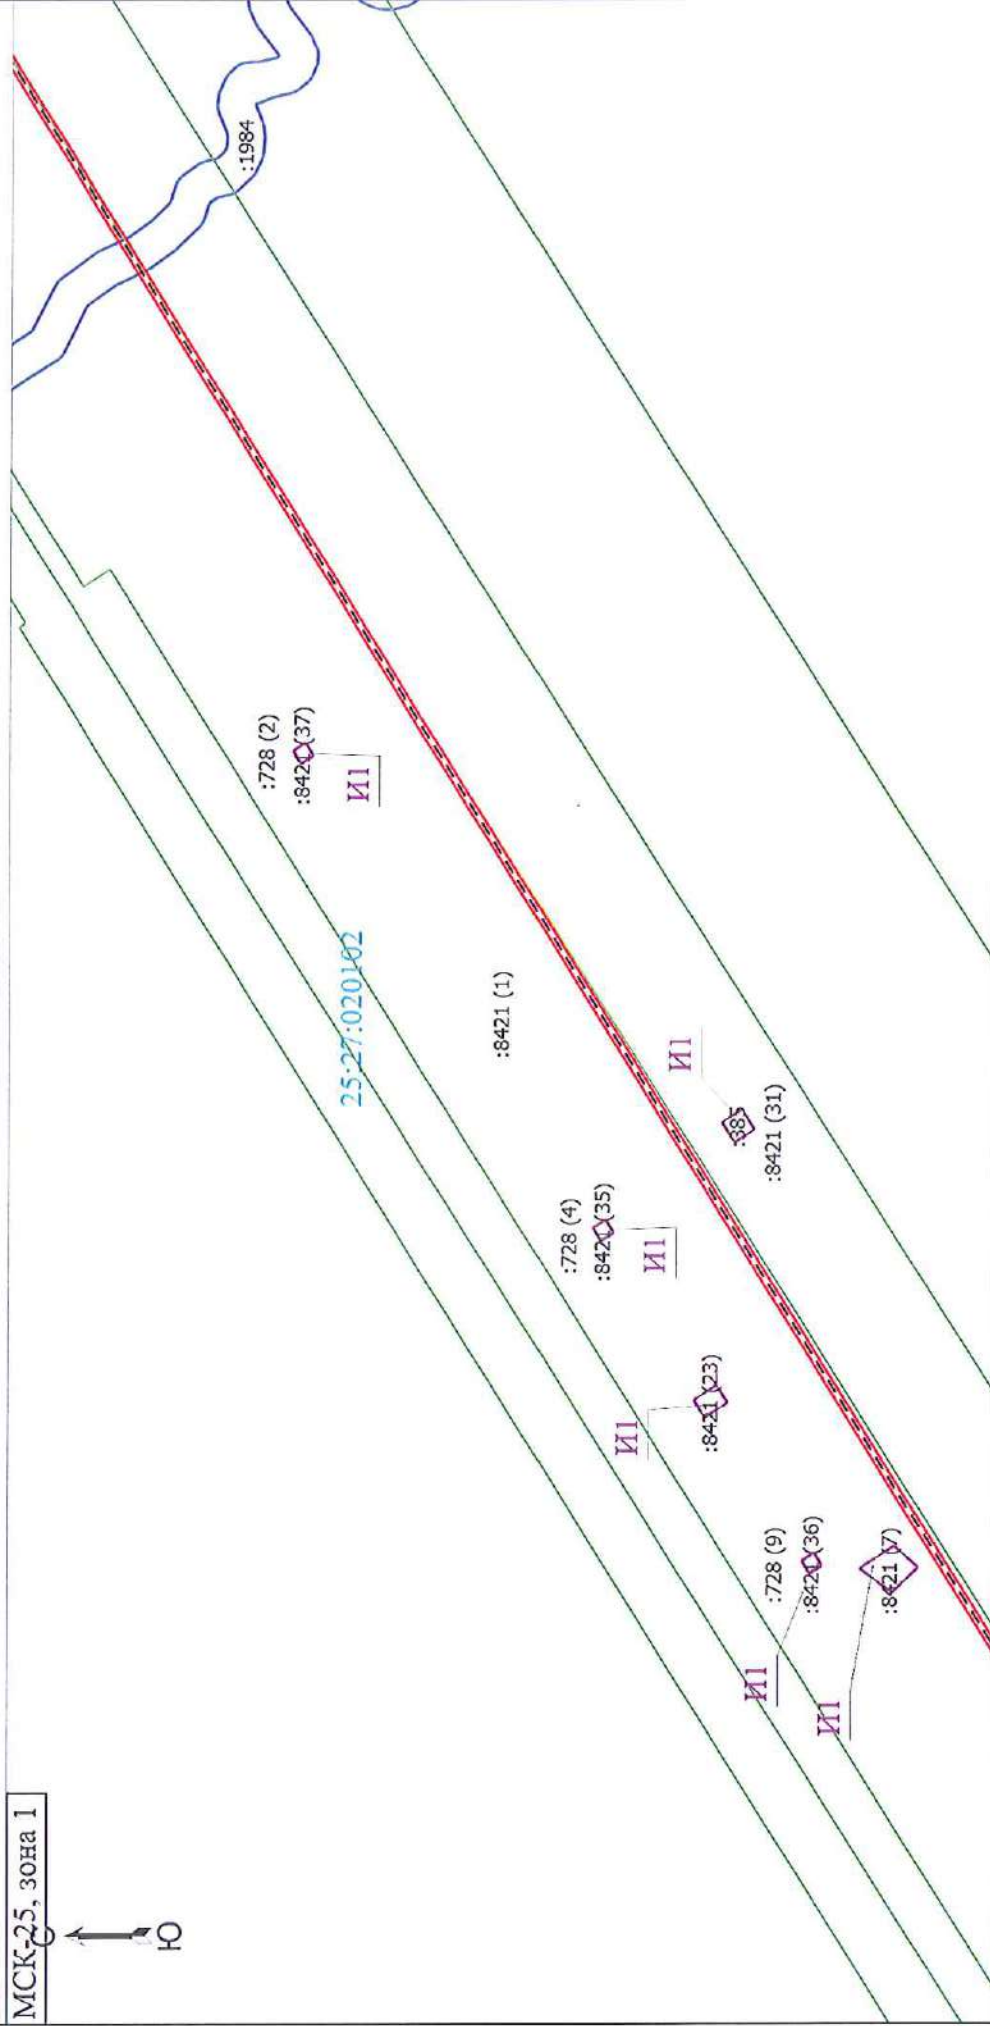 МСК-25, зона 1
С
Ю
:1984
:728 (2)
:8421 (37)
И1
25:27:020102
:8421 (1)
И1
:385
:8421 (31)
:728 (4)
:8421 (35)
И1
И1
:8421 (23)
:728 (9)
:8421 (36)
И1
:8421 (7)
И1